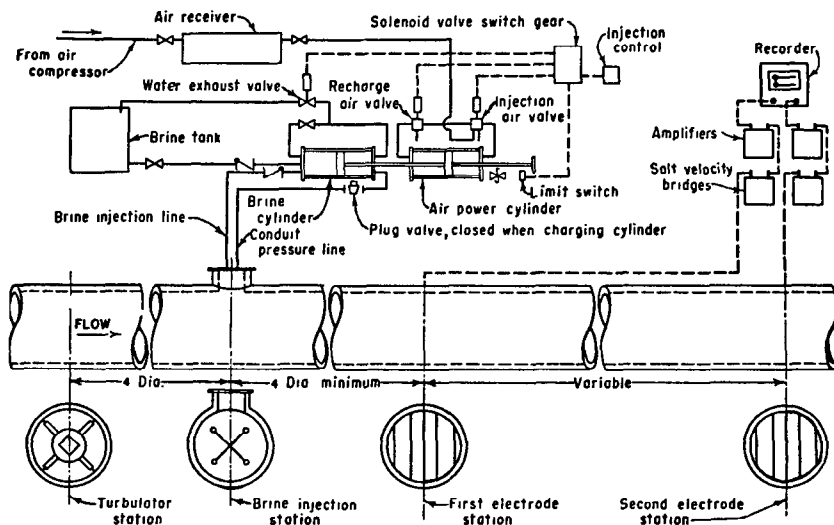 Air receiver
From air
compressor
Solenoid valve switch gear
Injection
control
Recorder
Water exhaust valve
Recharge
air valve
Injection
air valve
Brine tank
Amplifiers
Salt velocity
bridges
Limit switch
Brine
cylinder
Air power cylinder
Brine injection line
Conduit
pressure line
Plug valve, closed when charging cylinder
FLOW
4 Dia.
4 Dia minimum
Variable
Turbulator
station
Brine injection
station
First electrode
station
Second electrode
station